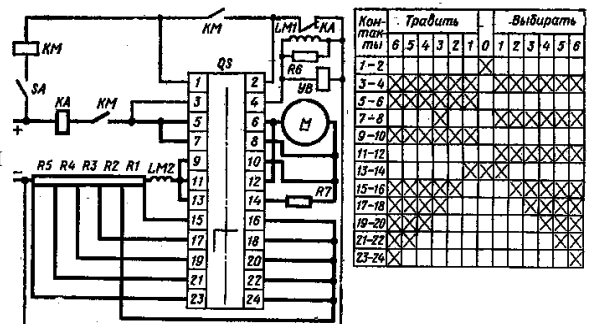 KM
LM1
KA
KM
QS
R6
SA
УВ
KA
KM
+
M
–
R5 R4 R3 R2 R1 LM2
R7
1 2
3 4
5 6
7 8
9 10
11 12
13 14
15 16
17 18
19 20
21 22
23 24
Кон-так-ты Травить Выбирать
6 5 4 3 2 1 0 1 2 3 4 5 6
1-2
3-4
5-6
7-8
9-10
11-12
13-14
15-16
17-18
19-20
21-22
23-24